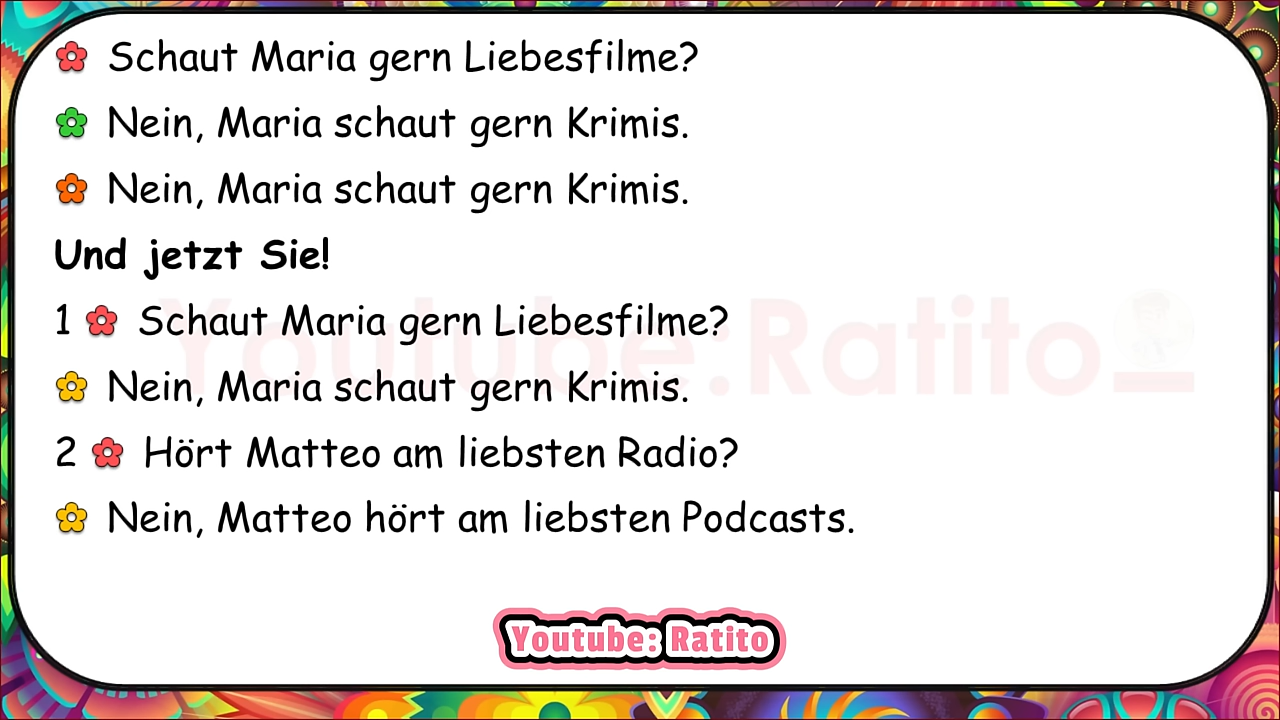 Schaut Maria gern Liebesfilme?
Nein, Maria schaut gern Krimis.
Nein, Maria schaut gern Krimis.
Und jetzt Sie!
1 Schaut Maria gern Liebesfilme?
Nein, Maria schaut gern Krimis.
2 Hört Matteo am liebsten Radio?
Nein, Matteo hört am liebsten Podcasts.
Youtube:Ratito
Youtube: Ratito